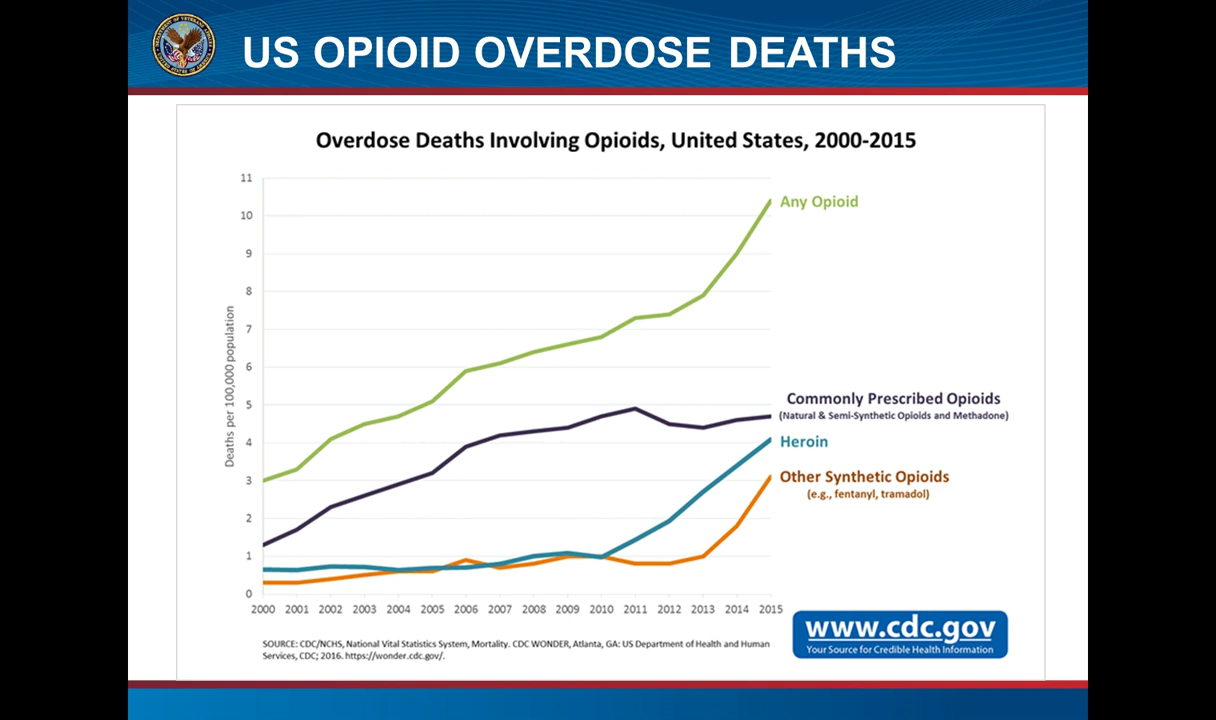 US OPIOID OVERDOSE DEATHS
Overdose Deaths Involving Opioids, United States, 2000-2015
11
10
9
8
7
6
5
4
3
2
1
0
Deaths per 100,000 population
Any Opioid
Commonly Prescribed Opioids
(Natural & Semi-Synthetic Opioids and Methadone)
Heroin
Other Synthetic Opioids
(e.g., fentanyl, tramadol)
2000 2001 2002 2003 2004 2005 2006 2007 2008 2009 2010 2011 2012 2013 2014 2015
www.cdc.gov
Your Source for Credible Health Information
SOURCE: CDC/NCHS, National Vital Statistics System, Mortality. CDC WONDER, Atlanta, GA: US Department of Health and Human
Services, CDC; 2016. https://wonder.cdc.gov/.